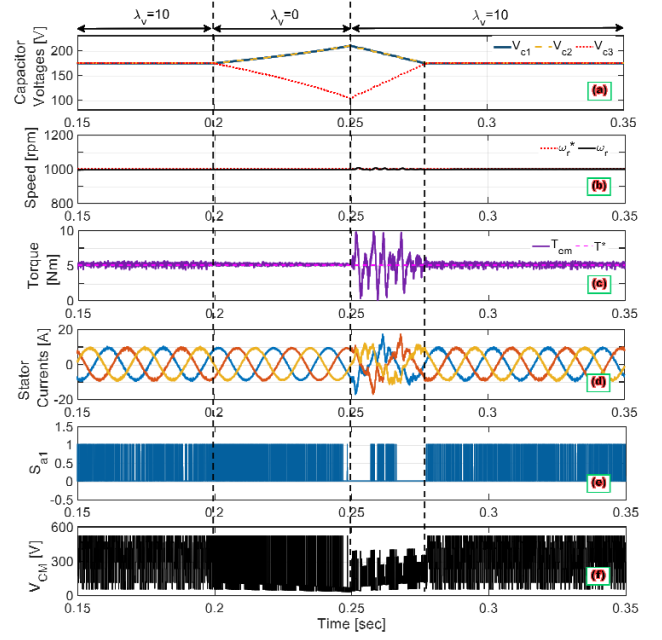 λv=10 λv=0 λv=10
Capacitor Voltages [V]
200
150
100
Vc1 Vc2 Vc3
(a)
0.15 0.2 0.25 0.3 0.35
Speed [rpm]
1200
1000
800
ωr* ωr
(b)
0.15 0.2 0.25 0.3 0.35
Torque [Nm]
10
5
0
Tem T*
(c)
0.15 0.2 0.25 0.3 0.35
Stator Currents [A]
20
0
-20
(d)
0.15 0.2 0.25 0.3 0.35
Sa1
1.5
1
0.5
0
-0.5
(e)
0.15 0.2 0.25 0.3 0.35
VCM [V]
600
300
0
(f)
0.15 0.2 0.25 0.3 0.35
Time [sec]